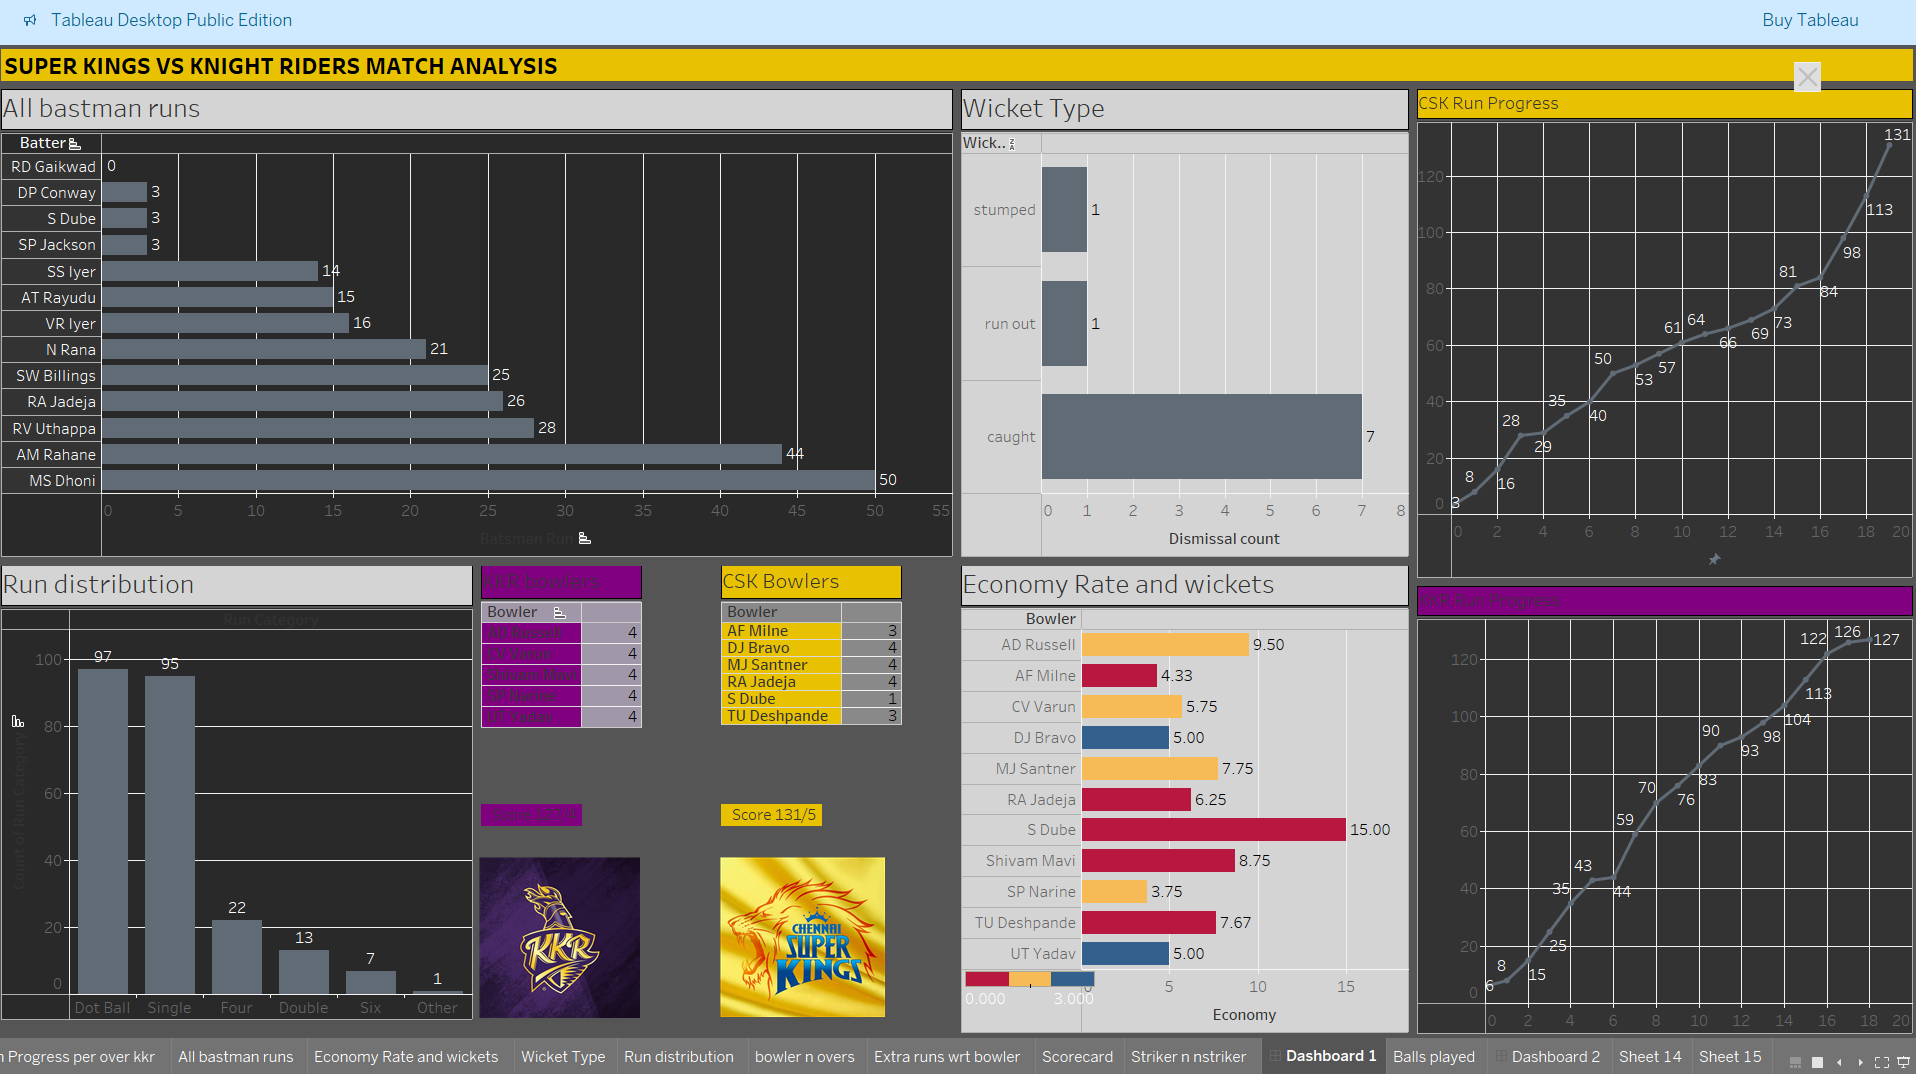 Tableau Desktop Public Edition
Buy Tableau
SUPER KINGS VS KNIGHT RIDERS MATCH ANALYSIS
All bastman runs
Batter
RD Gaikwad 0
DP Conway 3
S Dube 3
SP Jackson 3
SS Iyer 14
AT Rayudu 15
VR Iyer 16
N Rana 21
SW Billings 25
RA Jadeja 26
RV Uthappa 28
AM Rahane 44
MS Dhoni 50
0 5 10 15 20 25 30 35 40 45 50 55
Batsman Run
Wicket Type
Wick..
stumped 1
run out 1
caught 7
0 1 2 3 4 5 6 7 8
Dismissal count
CSK Run Progress
131
120
113
100
98
81
80
84
61 64
73
69
60
66
50
57
53
35
40
40
28
29
20
8
16
0 3
0 2 4 6 8 10 12 14 16 18 20
Run distribution
Run Category
Count of Run Category
100
80
60
40
20
0
97 95 22 13 7 1
Dot Ball Single Four Double Six Other
KKR bowlers
Bowler
AD Russell 4
CV Varun 4
Shivam Mavi 4
SP Narine 4
UT Yadav 4
CSK Bowlers
Bowler
AF Milne 3
DJ Bravo 4
MJ Santner 4
RA Jadeja 4
S Dube 1
TU Deshpande 3
Score 131/5
KKR
CHENNAI
SUPER
KINGS
Economy Rate and wickets
Bowler
AD Russell 9.50
AF Milne 4.33
CV Varun 5.75
DJ Bravo 5.00
MJ Santner 7.75
RA Jadeja 6.25
S Dube 15.00
Shivam Mavi 8.75
SP Narine 3.75
TU Deshpande 7.67
UT Yadav 5.00
0.000 3.000
0 5 10 15
Economy
KKR Run Progress
122 126 127
120
113
104
100
90
98
93
83
80
70
76
59
60
43
35
40
44
25
20
8
15
0 6
0 2 4 6 8 10 12 14 16 18 20
n Progress per over kkr
All bastman runs
Economy Rate and wickets
Wicket Type
Run distribution
bowler n overs
Extra runs wrt bowler
Scorecard
Striker n nstriker
Dashboard 1
Balls played
Dashboard 2
Sheet 14
Sheet 15